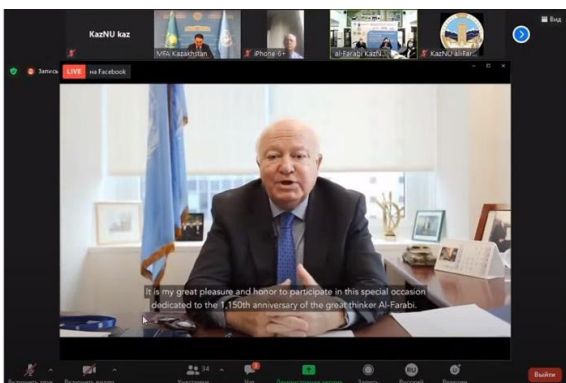 KazNU kaz
MFA Kazakhstan
iPhone 6+
al-Farabi KazN...
KazNU al-Far...
Вид
Запись
LIVE на Facebook
It is my great pleasure and honor to participate in this special occasion
dedicated to the 1,150th anniversary of the great thinker Al-Farabi.
34
RU
Выйти